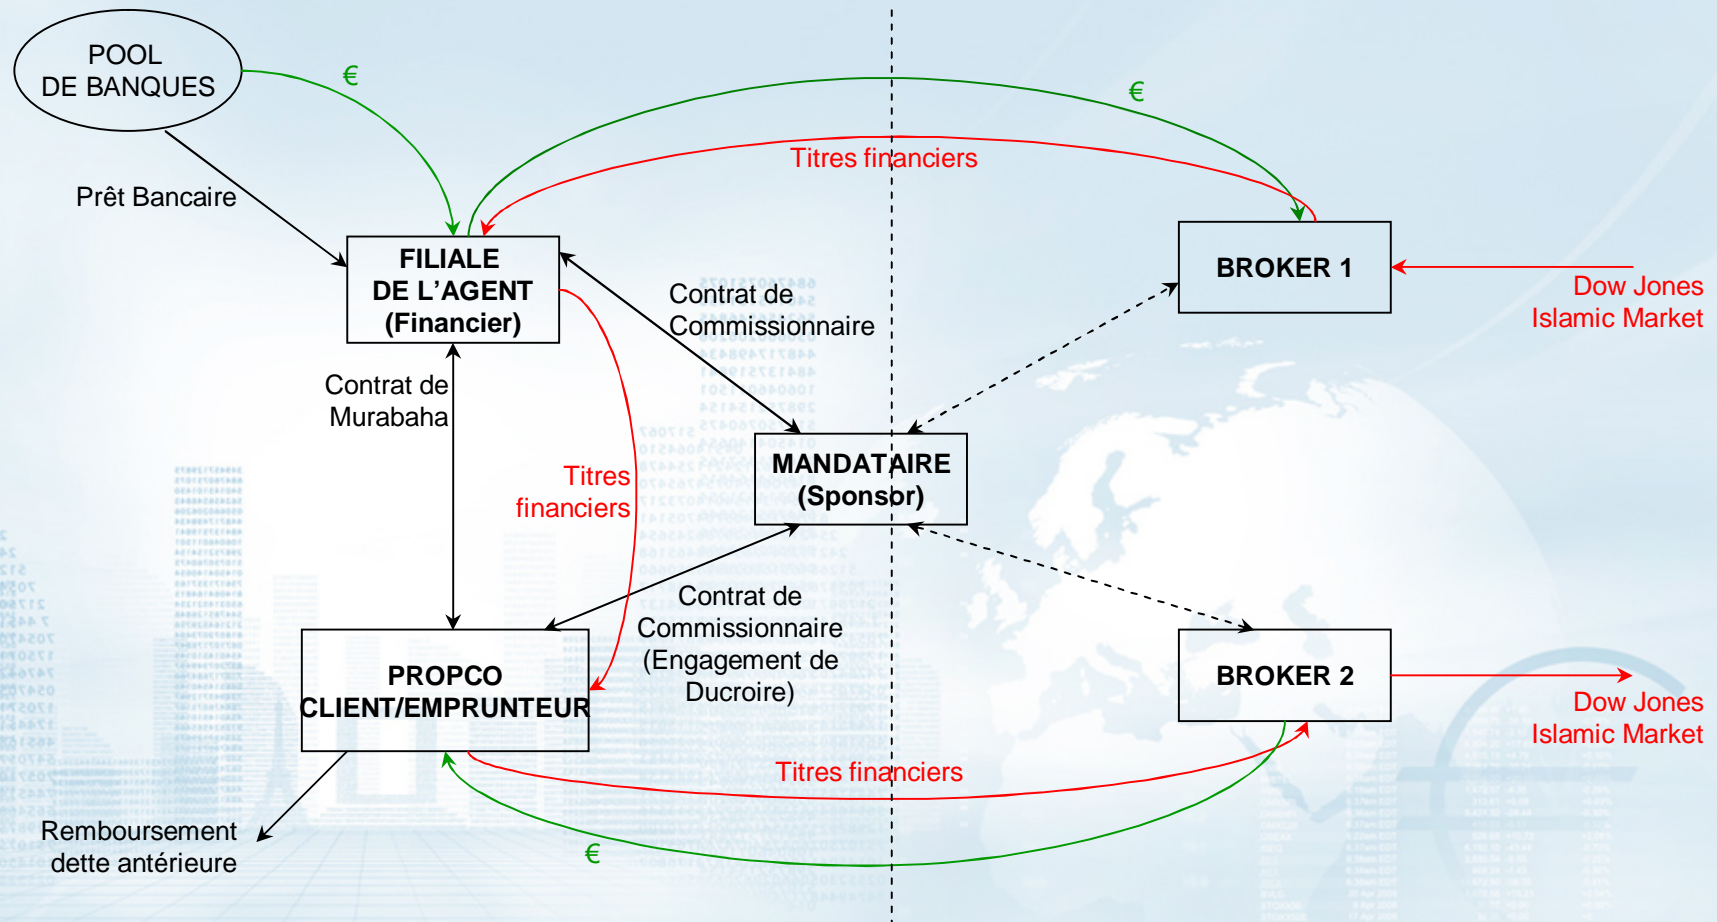 POOL
DE BANQUES
€
€
Titres financiers
Prêt Bancaire
FILIALE
DE L’AGENT
(Financier)
BROKER 1
Contrat de
Commissionnaire
Dow Jones
Islamic Market
Contrat de
Murabaha
MANDATAIRE
(Sponsor)
Titres
financiers
Contrat de
Commissionnaire
(Engagement de
Ducroire)
PROPCO
CLIENT/EMPRUNTEUR
BROKER 2
Dow Jones
Islamic Market
Titres financiers
Remboursement
dette antérieure
€